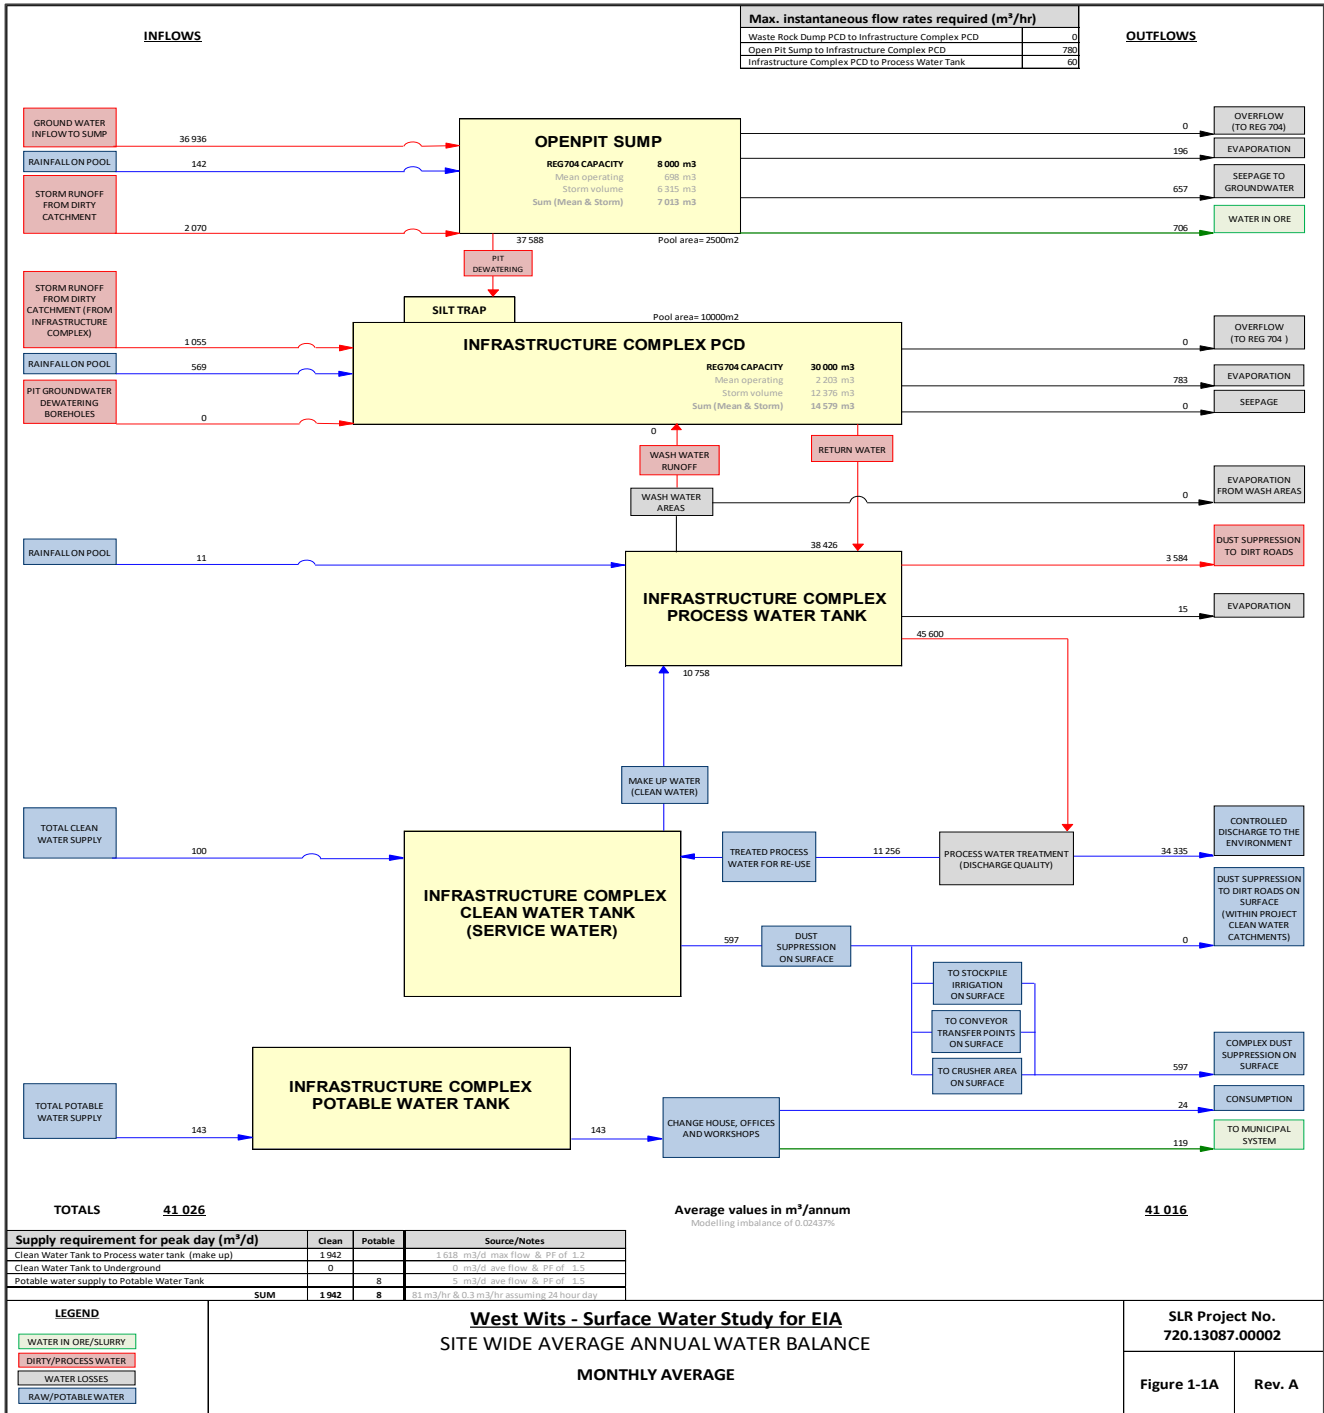 INFLOWS
Max. instantaneous flow rates required (m³/hr)
Waste Rock Dump PCD to Infrastructure Complex PCD 0
Open Pit Sump to Infrastructure Complex PCD 780
Infrastructure Complex PCD to Process Water Tank 60
OUTFLOWS
GROUND WATER
INFLOW TO SUMP
36 936
RAINFALL ON POOL
142
STORM RUNOFF
FROM DIRTY
CATCHMENT
2 070
OPENPIT SUMP
REG704 CAPACITY 8 000 m3
Mean operating 698 m3
Storm volume 6 315 m3
Sum (Mean & Storm) 7 013 m3
Pool area= 2500m2
37 588
PIT
DEWATERING
0
OVERFLOW
(TO REG 704)
196
EVAPORATION
657
SEEPAGE TO
GROUNDWATER
706
WATER IN ORE
STORM RUNOFF
FROM DIRTY
CATCHMENT (FROM
INFRASTRUCTURE
COMPLEX)
1 055
RAINFALL ON POOL
569
PIT GROUNDWATER
DEWATERING
BOREHOLES
0
SILT TRAP
Pool area= 10000m2
INFRASTRUCTURE COMPLEX PCD
REG704 CAPACITY 30 000 m3
Mean operating 2 203 m3
Storm volume 12 376 m3
Sum (Mean & Storm) 14 579 m3
0
OVERFLOW
(TO REG 704 )
783
EVAPORATION
0
SEEPAGE
0
WASH WATER
RUNOFF
RETURN WATER
WASH WATER
AREAS
0
EVAPORATION
FROM WASH AREAS
RAINFALL ON POOL
11
38 426
INFRASTRUCTURE COMPLEX
PROCESS WATER TANK
3 584
DUST SUPPRESSION
TO DIRT ROADS
15
EVAPORATION
45 600
10 758
MAKE UP WATER
(CLEAN WATER)
TOTAL CLEAN
WATER SUPPLY
100
INFRASTRUCTURE COMPLEX
CLEAN WATER TANK
(SERVICE WATER)
TREATED PROCESS
WATER FOR RE-USE
11 256
PROCESS WATER TREATMENT
(DISCHARGE QUALITY)
34 335
CONTROLLED
DISCHARGE TO THE
ENVIRONMENT
597
DUST
SUPPRESSION
ON SURFACE
0
DUST SUPPRESSION
TO DIRT ROADS ON
SURFACE
(WITHIN PROJECT
CLEAN WATER
CATCHMENTS)
TO STOCKPILE
IRRIGATION
ON SURFACE
TO CONVEYOR
TRANSFER POINTS
ON SURFACE
TO CRUSHER AREA
ON SURFACE
597
COMPLEX DUST
SUPPRESSION ON
SURFACE
TOTAL POTABLE
WATER SUPPLY
143
INFRASTRUCTURE COMPLEX
POTABLE WATER TANK
143
CHANGE HOUSE, OFFICES
AND WORKSHOPS
24
CONSUMPTION
119
TO MUNICIPAL
SYSTEM
TOTALS 41 026
Average values in m³/annum
Modelling imbalance of 0.02437%
41 016
Supply requirement for peak day (m³/d) Clean Potable Source/Notes
Clean Water Tank to Process water tank (make up) 1 942 1 618 m3/d max flow & PF of 1.2
Clean Water Tank to Underground 0 0 m3/d ave flow & PF of 1.5
Potable water supply to Potable Water Tank 8 5 m3/d ave flow & PF of 1.5
SUM 1 942 8 81 m3/hr & 0.3 m3/hr assuming 24 hour day
LEGEND
WATER IN ORE/SLURRY
DIRTY/PROCESS WATER
WATER LOSSES
RAW/POTABLE WATER
West Wits - Surface Water Study for EIA
SITE WIDE AVERAGE ANNUAL WATER BALANCE
MONTHLY AVERAGE
SLR Project No.
720.13087.00002
Figure 1-1A
Rev. A